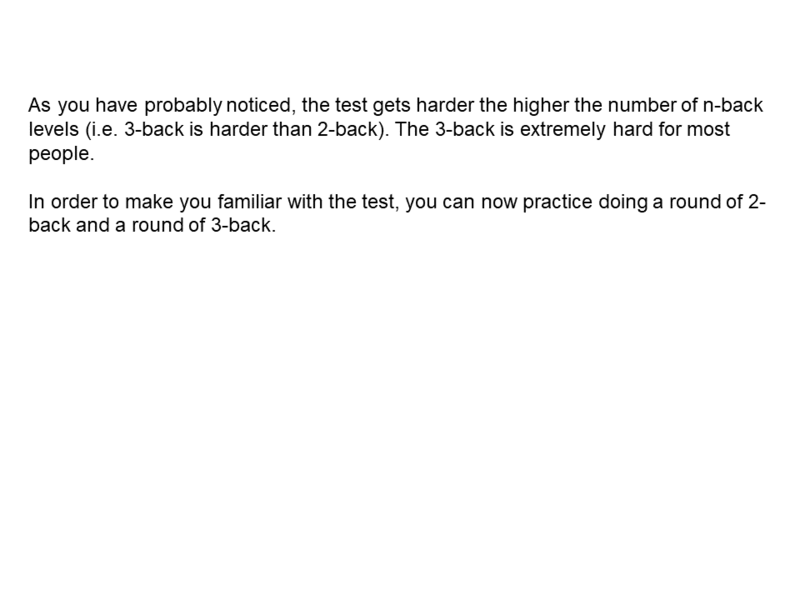 As you have probably noticed, the test gets harder the higher the number of n-back
levels (i.e. 3-back is harder than 2-back). The 3-back is extremely hard for most
people.
In order to make you familiar with the test, you can now practice doing a round of 2-
back and a round of 3-back.